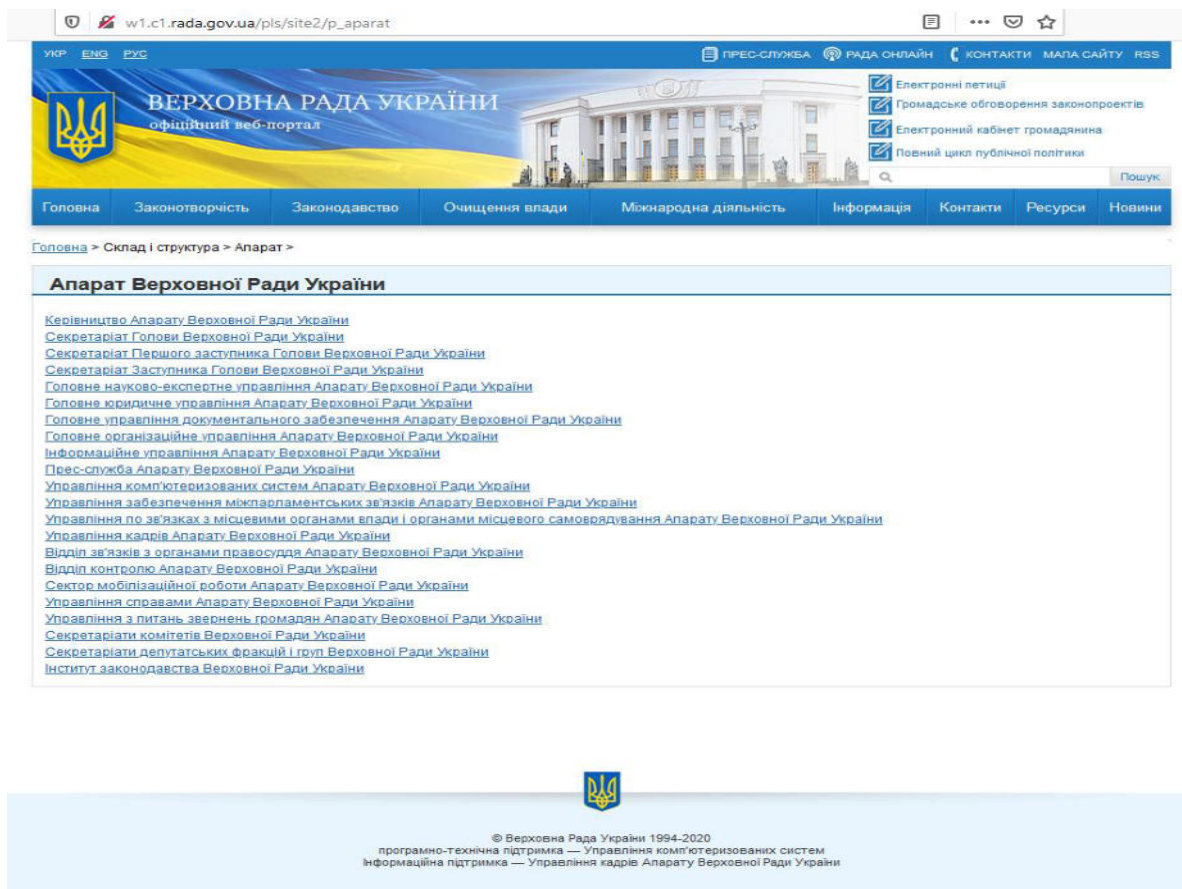 w1.c1.rada.gov.ua/pls/site2/p_aparat
УКР ENG РУС ПРЕС-СЛУЖБА РАДА ОНЛАЙН КОНТАКТИ МАПА САЙТУ RSS
ВЕРХОВНА РАДА УКРАЇНИ
офіційний веб-портал
Електронні петиції
Громадське обговорення законопроектів
Електронний кабінет громадянина
Повний цикл публічної політики
Пошук
Головна Законотворчість Законодавство Очищення влади Міжнародна діяльність Інформація Контакти Ресурси Новини
Головна > Склад і структура > Апарат >
Апарат Верховної Ради України
Керівництво Апарату Верховної Ради України
Секретаріат Голови Верховної Ради України
Секретаріат Першого заступника Голови Верховної Ради України
Секретаріат Заступника Голови Верховної Ради України
Головне науково-експертне управління Апарату Верховної Ради України
Головне юридичне управління Апарату Верховної Ради України
Головне управління документального забезпечення Апарату Верховної Ради України
Головне організаційне управління Апарату Верховної Ради України
Інформаційне управління Апарату Верховної Ради України
Прес-служба Апарату Верховної Ради України
Управління комп'ютеризованих систем Апарату Верховної Ради України
Управління забезпечення міжпарламентських зв'язків Апарату Верховної Ради України
Управління по зв'язках з місцевими органами влади і органами місцевого самоврядування Апарату Верховної Ради України
Управління кадрів Апарату Верховної Ради України
Відділ зв'язків з органами правосуддя Апарату Верховної Ради України
Відділ контролю Апарату Верховної Ради України
Сектор мобілізаційної роботи Апарату Верховної Ради України
Управління справами Апарату Верховної Ради України
Управління з питань звернень громадян Апарату Верховної Ради України
Секретаріати комітетів Верховної Ради України
Секретаріати депутатських фракцій і груп Верховної Ради України
Інститут законодавства Верховної Ради України
© Верховна Рада України 1994-2020
програмно-технічна підтримка — Управління комп'ютеризованих систем
Інформаційна підтримка — Управління кадрів Апарату Верховної Ради України